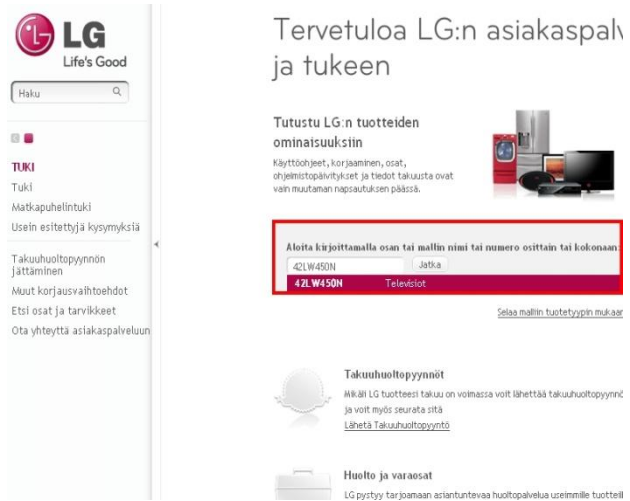 LG
Life's Good
Haku
TUKI
Tuki
Matkapuhelintuki
Usein esitettyjä kysymyksiä
Takuuhuoltopyynnön
jättäminen
Muut korjausvaihtoehdot
Etsi osat ja tarvikkeet
Ota yhteyttä asiakaspalveluun
Tervetuloa LG:n asiakaspalv
ja tukeen
Tutustu LG:n tuotteiden
ominaisuuksiin
Käyttöohjeet, korjaaminen, osat,
ohjelmistopäivitykset ja tiedot takuusta ovat
vain muutaman napsautuksen päässä.
Aloita kirjoittamalla osan tai mallin nimi tai numero osittain tai kokonaan:
42LW450N Jatka
42LW450N Televisiot
Selaa mallin tuotetyypin mukaan
Takuuhuoltopyynnöt
Mikäli LG tuotteesi takuu on voimassa voit lähettää takuuhuoltopyynnö
ja voit myös seurata sitä
Lähetä Takuuhuoltopyyntö
Huolto ja varaosat
LG pystyy tarjoamaan asiantuntevaa huoltopalvelua useimmille tuotteill